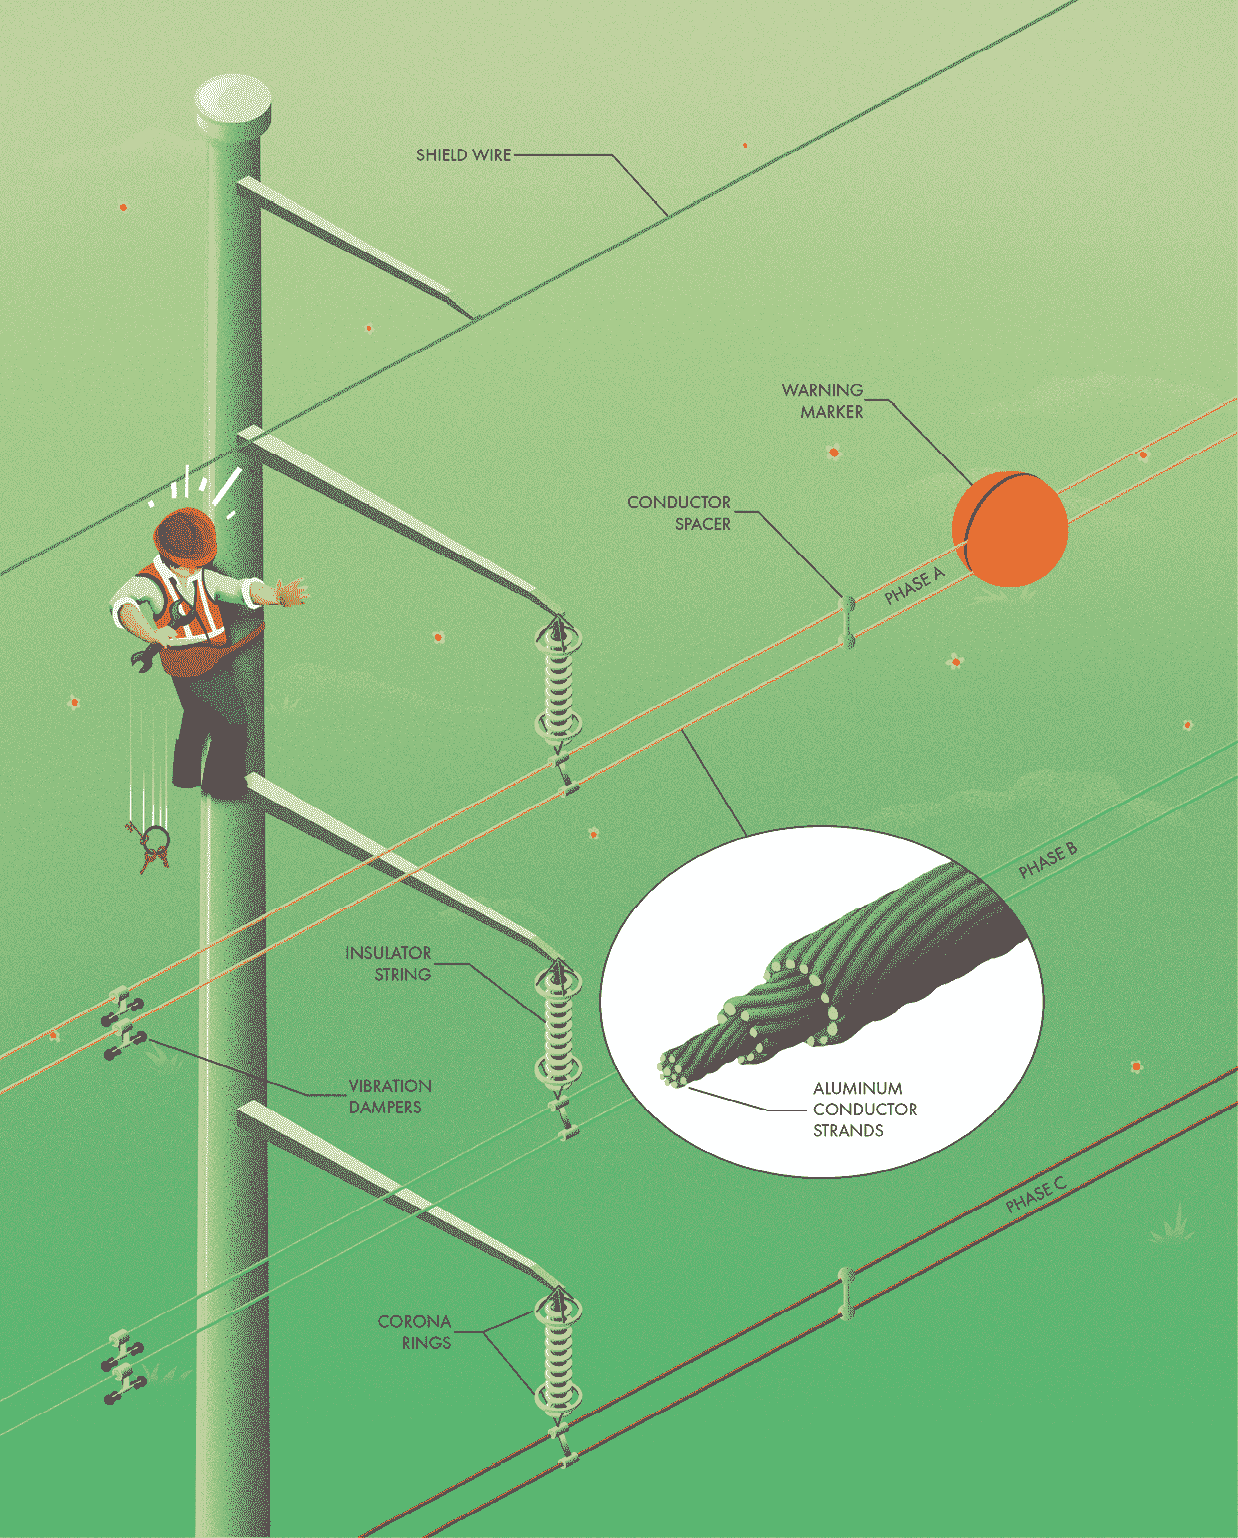 SHIELD WIRE
WARNING
MARKER
CONDUCTOR
SPACER
PHASE A
PHASE B
INSULATOR
STRING
VIBRATION
DAMPERS
ALUMINUM
CONDUCTOR
STRANDS
PHASE C
CORONA
RINGS